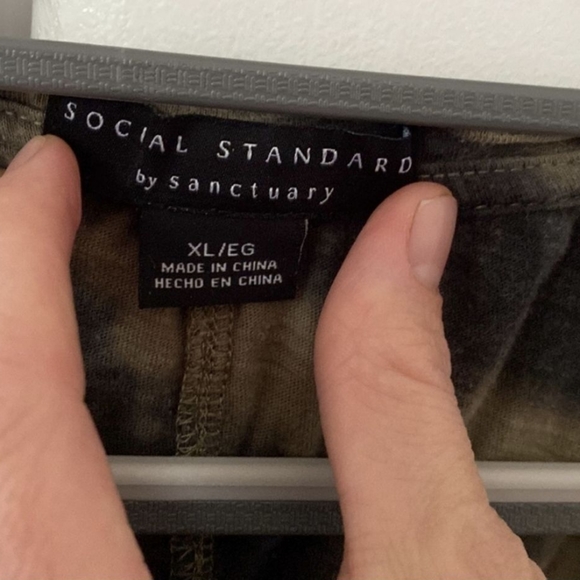 SOCIAL STANDARD
by sanctuary
XL/EG
MADE IN CHINA
HECHO EN CHINA